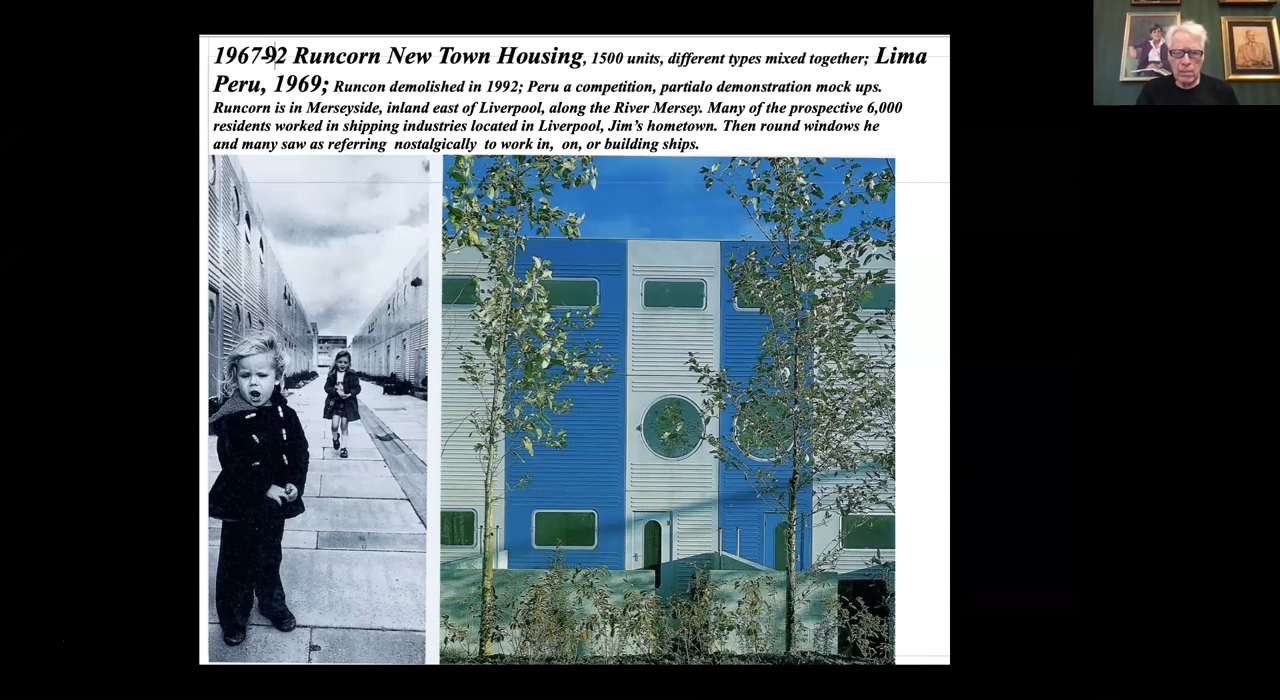 1967-92 Runcorn New Town Housing, 1500 units, different types mixed together; Lima
Peru, 1969; Runcon demolished in 1992; Peru a competition, partialo demonstration mock ups.
Runcorn is in Merseyside, inland east of Liverpool, along the River Mersey. Many of the prospective 6,000
residents worked in shipping industries located in Liverpool, Jim's hometown. Then round windows he
and many saw as referring nostalgically to work in, on, or building ships.